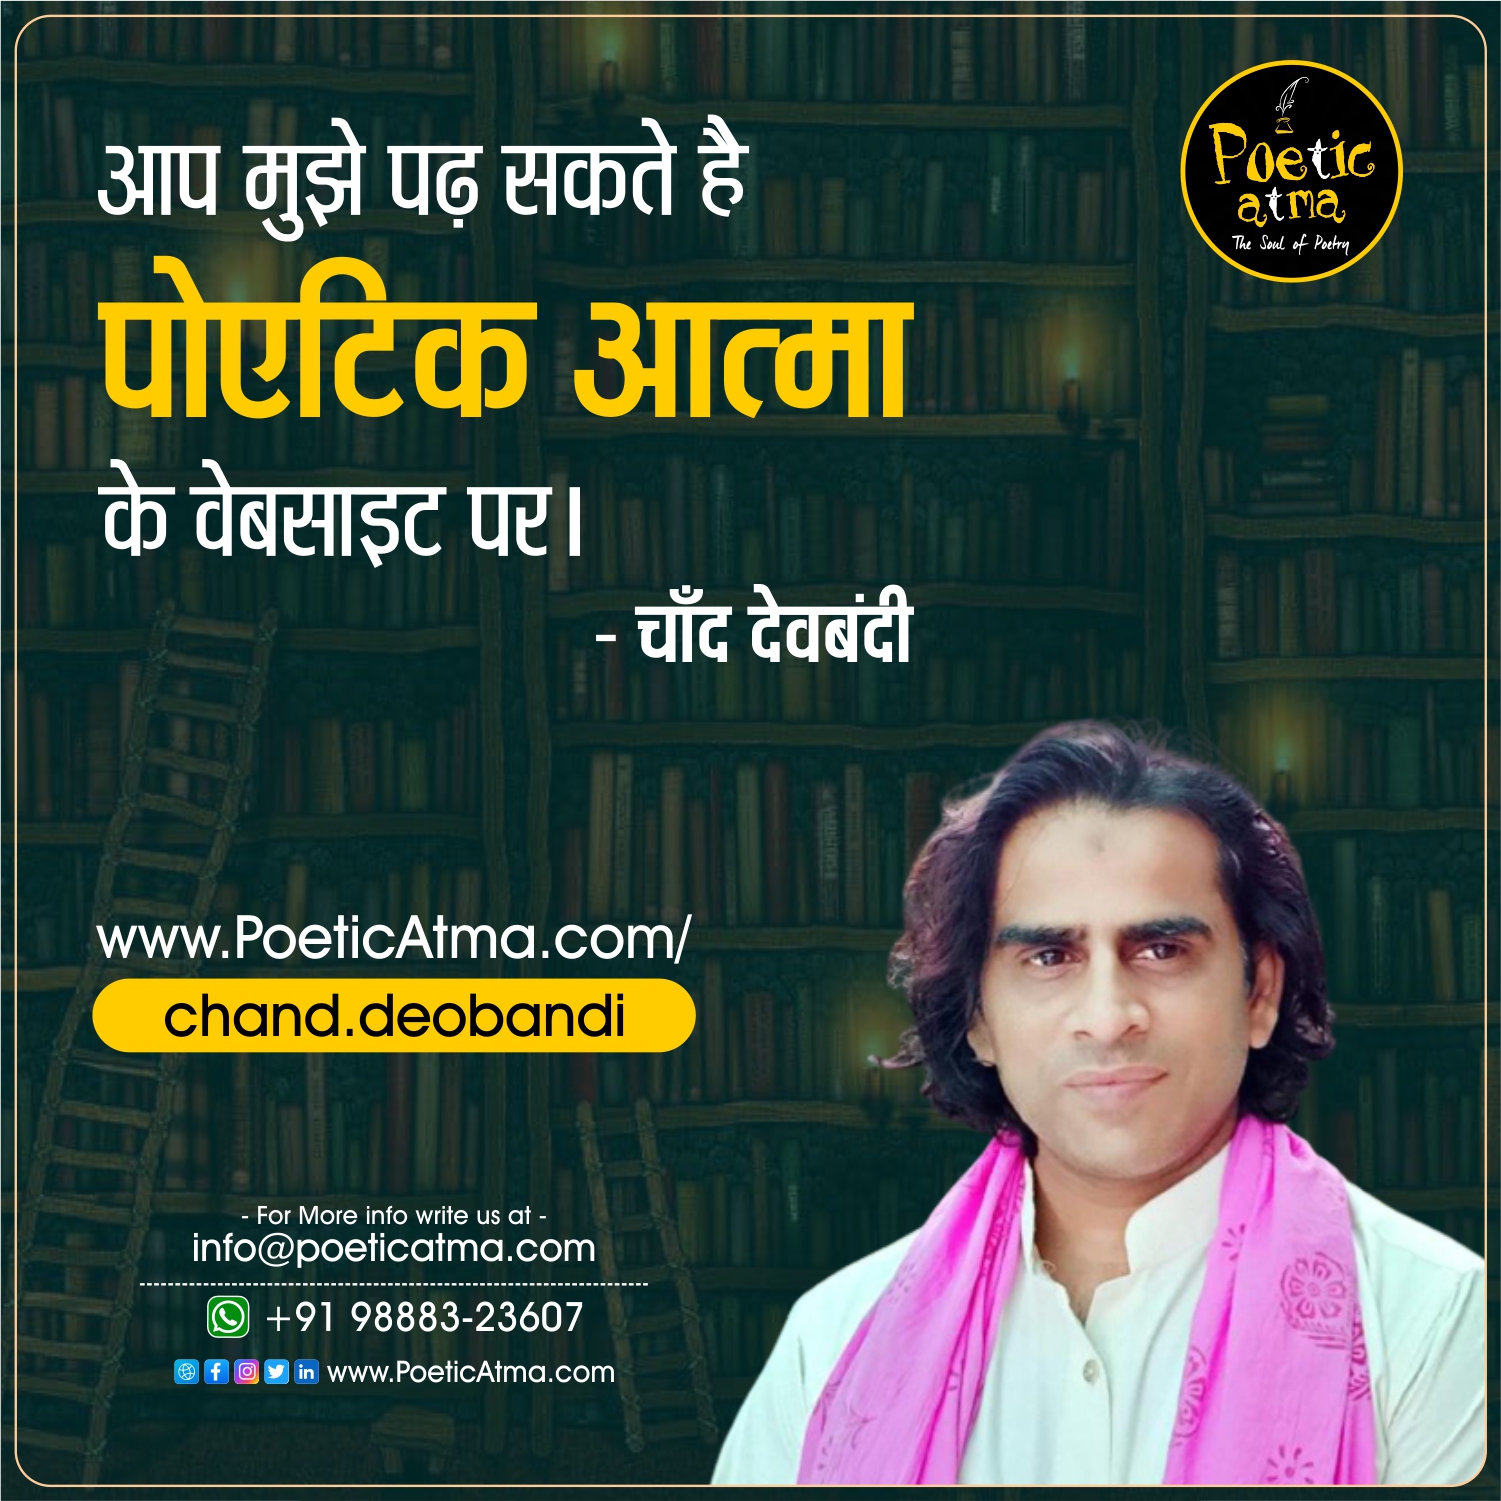 Poetic
atma
The Soul of Poetry
आप मुझे पढ़ सकते है
पोएटिक आत्मा
के वेबसाइट पर।
- चाँद देवबंदी
www.PoeticAtma.com/
chand.deobandi
- For More info write us at -
info@poeticatma.com
+91 98883-23607
www.PoeticAtma.com